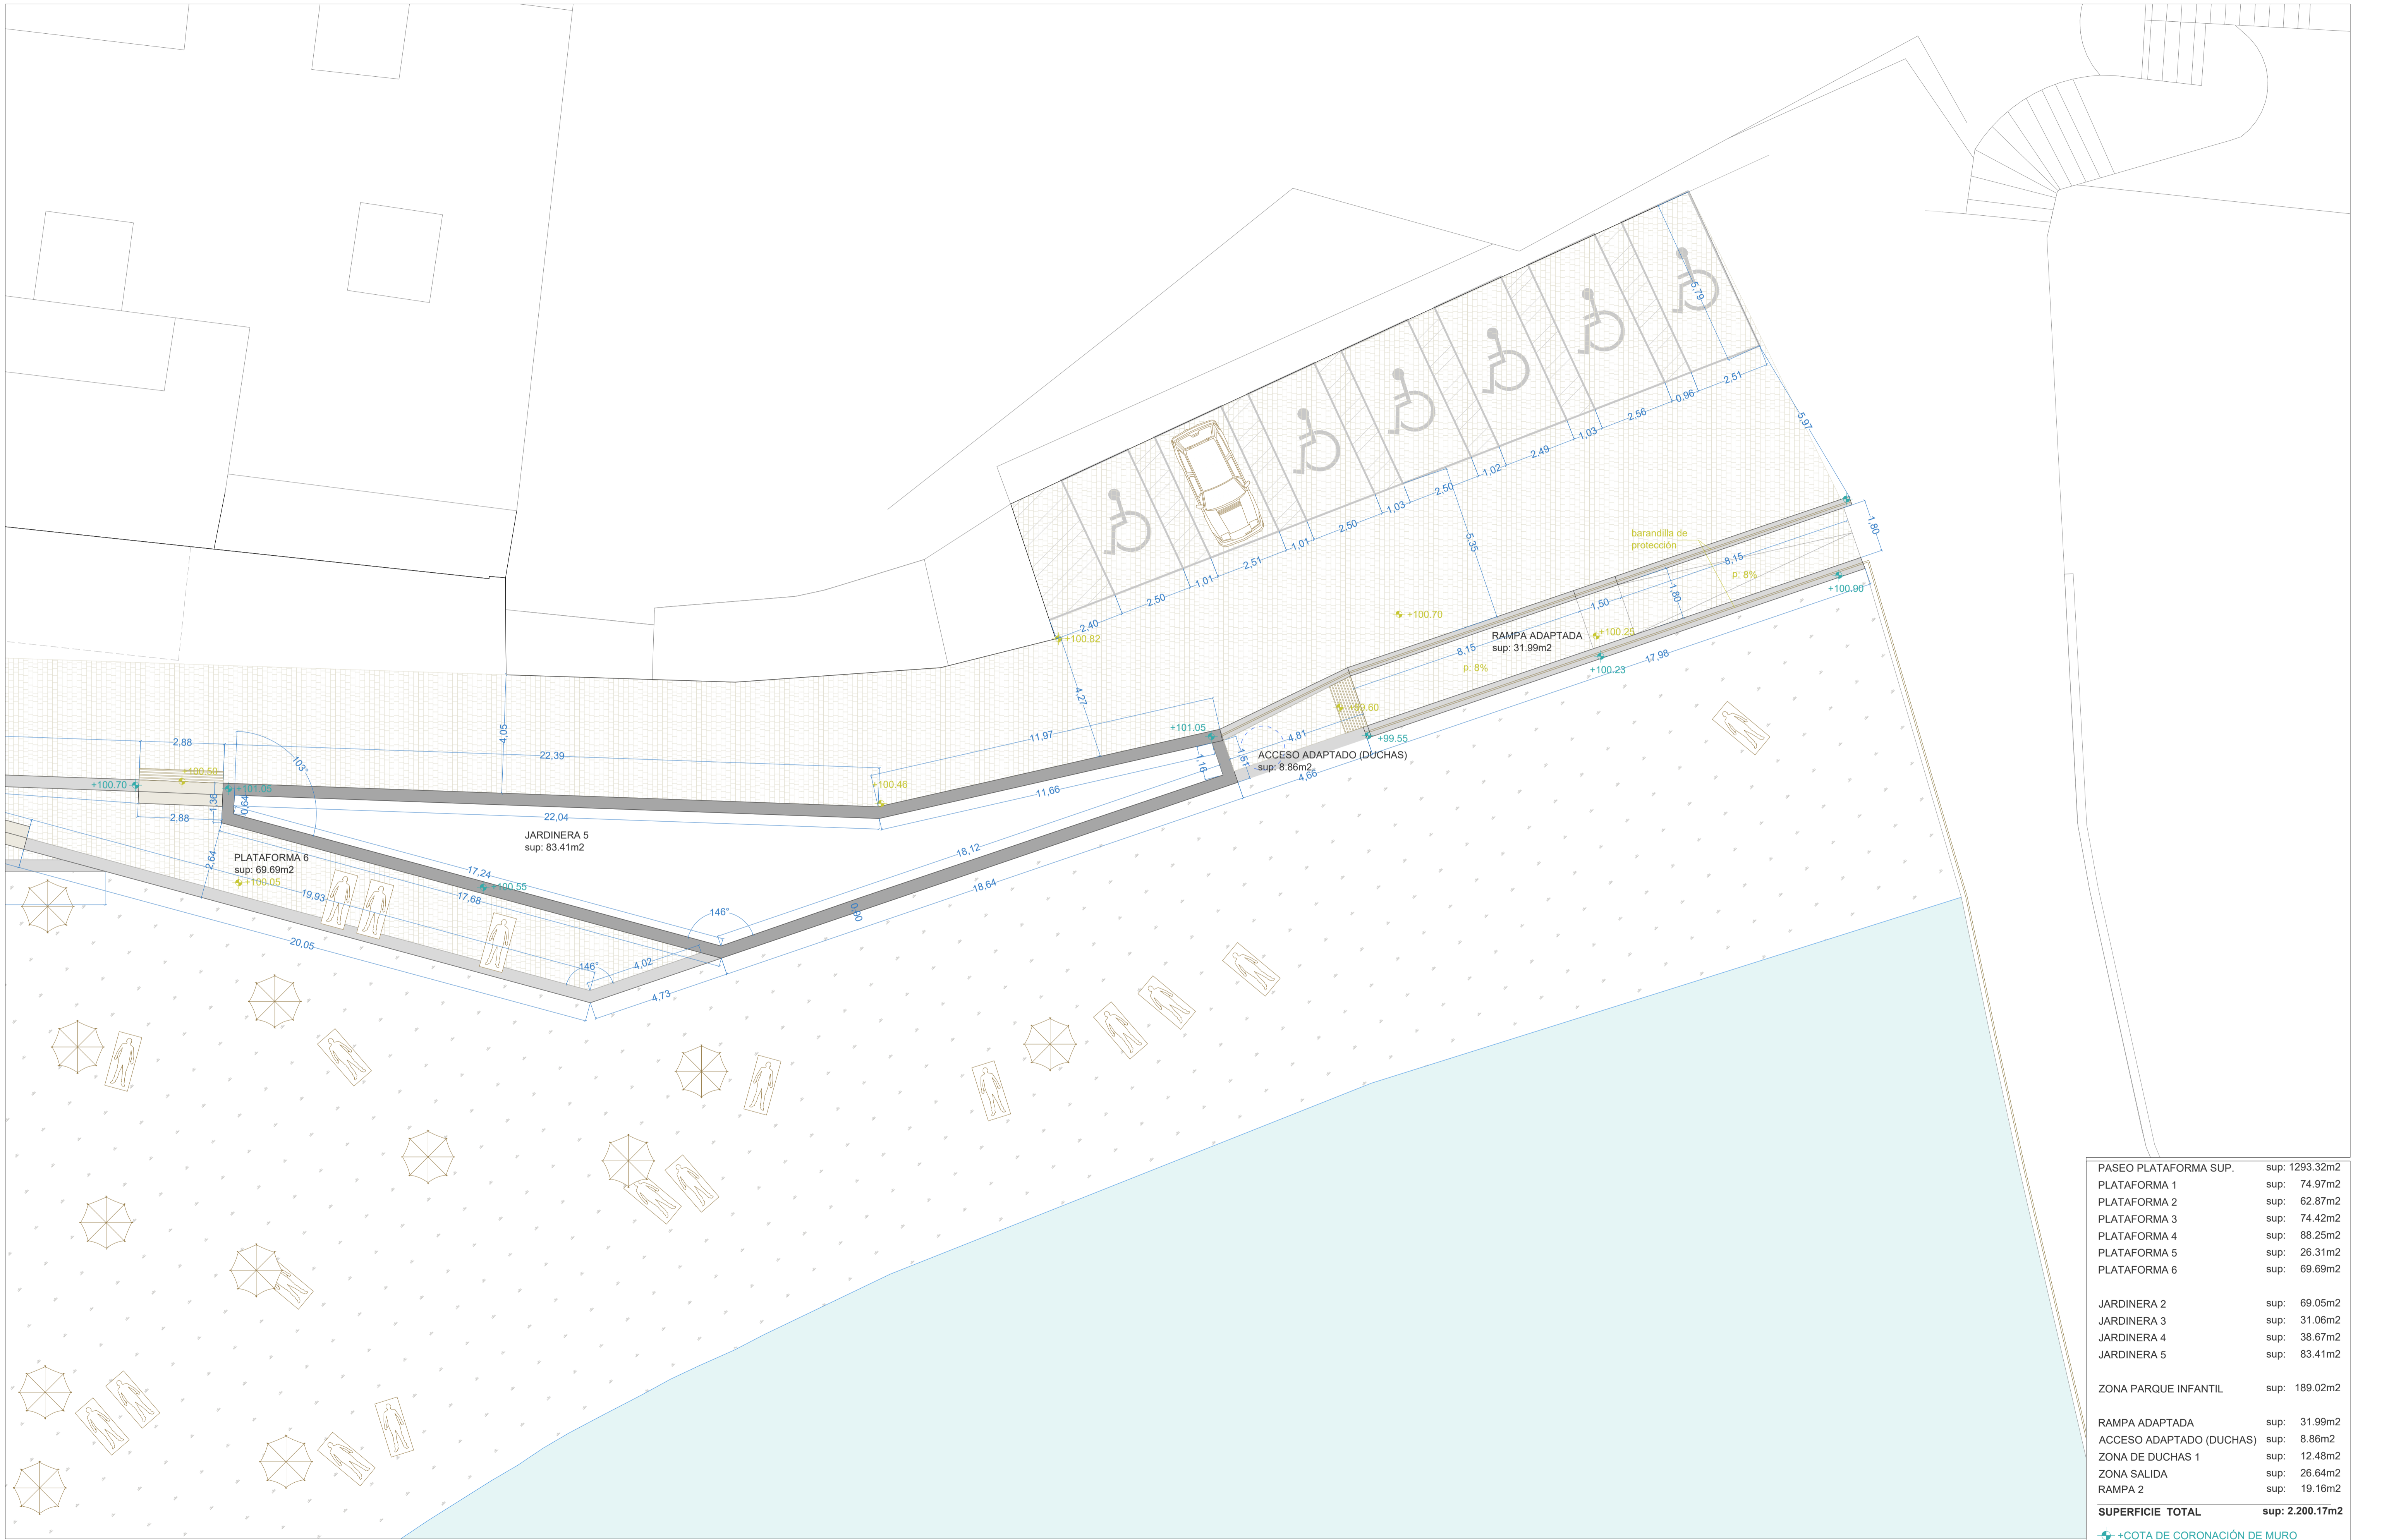 5,79
2,51
0,96
2,56
1,03
2,49
1,02
2,50
1,03
2,50
1,01
2,51
1,01
2,50
2,40
5,97
5,35
1,80
barandilla de
protección
8,15
p: 8%
1,80
+100.90
1,50
+100.70
+100.82
RAMPA ADAPTADA
sup: 31.99m2
+100.25
8,15
p: 8%
17,98
+100.23
4,27
+99.60
+99.55
+101.05
11,97
4,81
1,51
1,16
ACCESO ADAPTADO (DUCHAS)
sup: 8.86m2
4,66
4,05
2,88
22,39
103°
+100.50
+100.70
+101.05
+100.46
11,66
1,36
0,64
2,88
22,04
JARDINERA 5
sup: 83.41m2
18,12
2,64
PLATAFORMA 6
sup: 69.69m2
+100.05
17,24
+100.55
19,93
17,68
18,64
0,90
146°
20,05
4,02
146°
4,73
PASEO PLATAFORMA SUP. sup: 1293.32m2
PLATAFORMA 1 sup: 74.97m2
PLATAFORMA 2 sup: 62.87m2
PLATAFORMA 3 sup: 74.42m2
PLATAFORMA 4 sup: 88.25m2
PLATAFORMA 5 sup: 26.31m2
PLATAFORMA 6 sup: 69.69m2
JARDINERA 2 sup: 69.05m2
JARDINERA 3 sup: 31.06m2
JARDINERA 4 sup: 38.67m2
JARDINERA 5 sup: 83.41m2
ZONA PARQUE INFANTIL sup: 189.02m2
RAMPA ADAPTADA sup: 31.99m2
ACCESO ADAPTADO (DUCHAS) sup: 8.86m2
ZONA DE DUCHAS 1 sup: 12.48m2
ZONA SALIDA sup: 26.64m2
RAMPA 2 sup: 19.16m2
SUPERFICIE TOTAL sup: 2.200.17m2
+COTA DE CORONACIÓN DE MURO